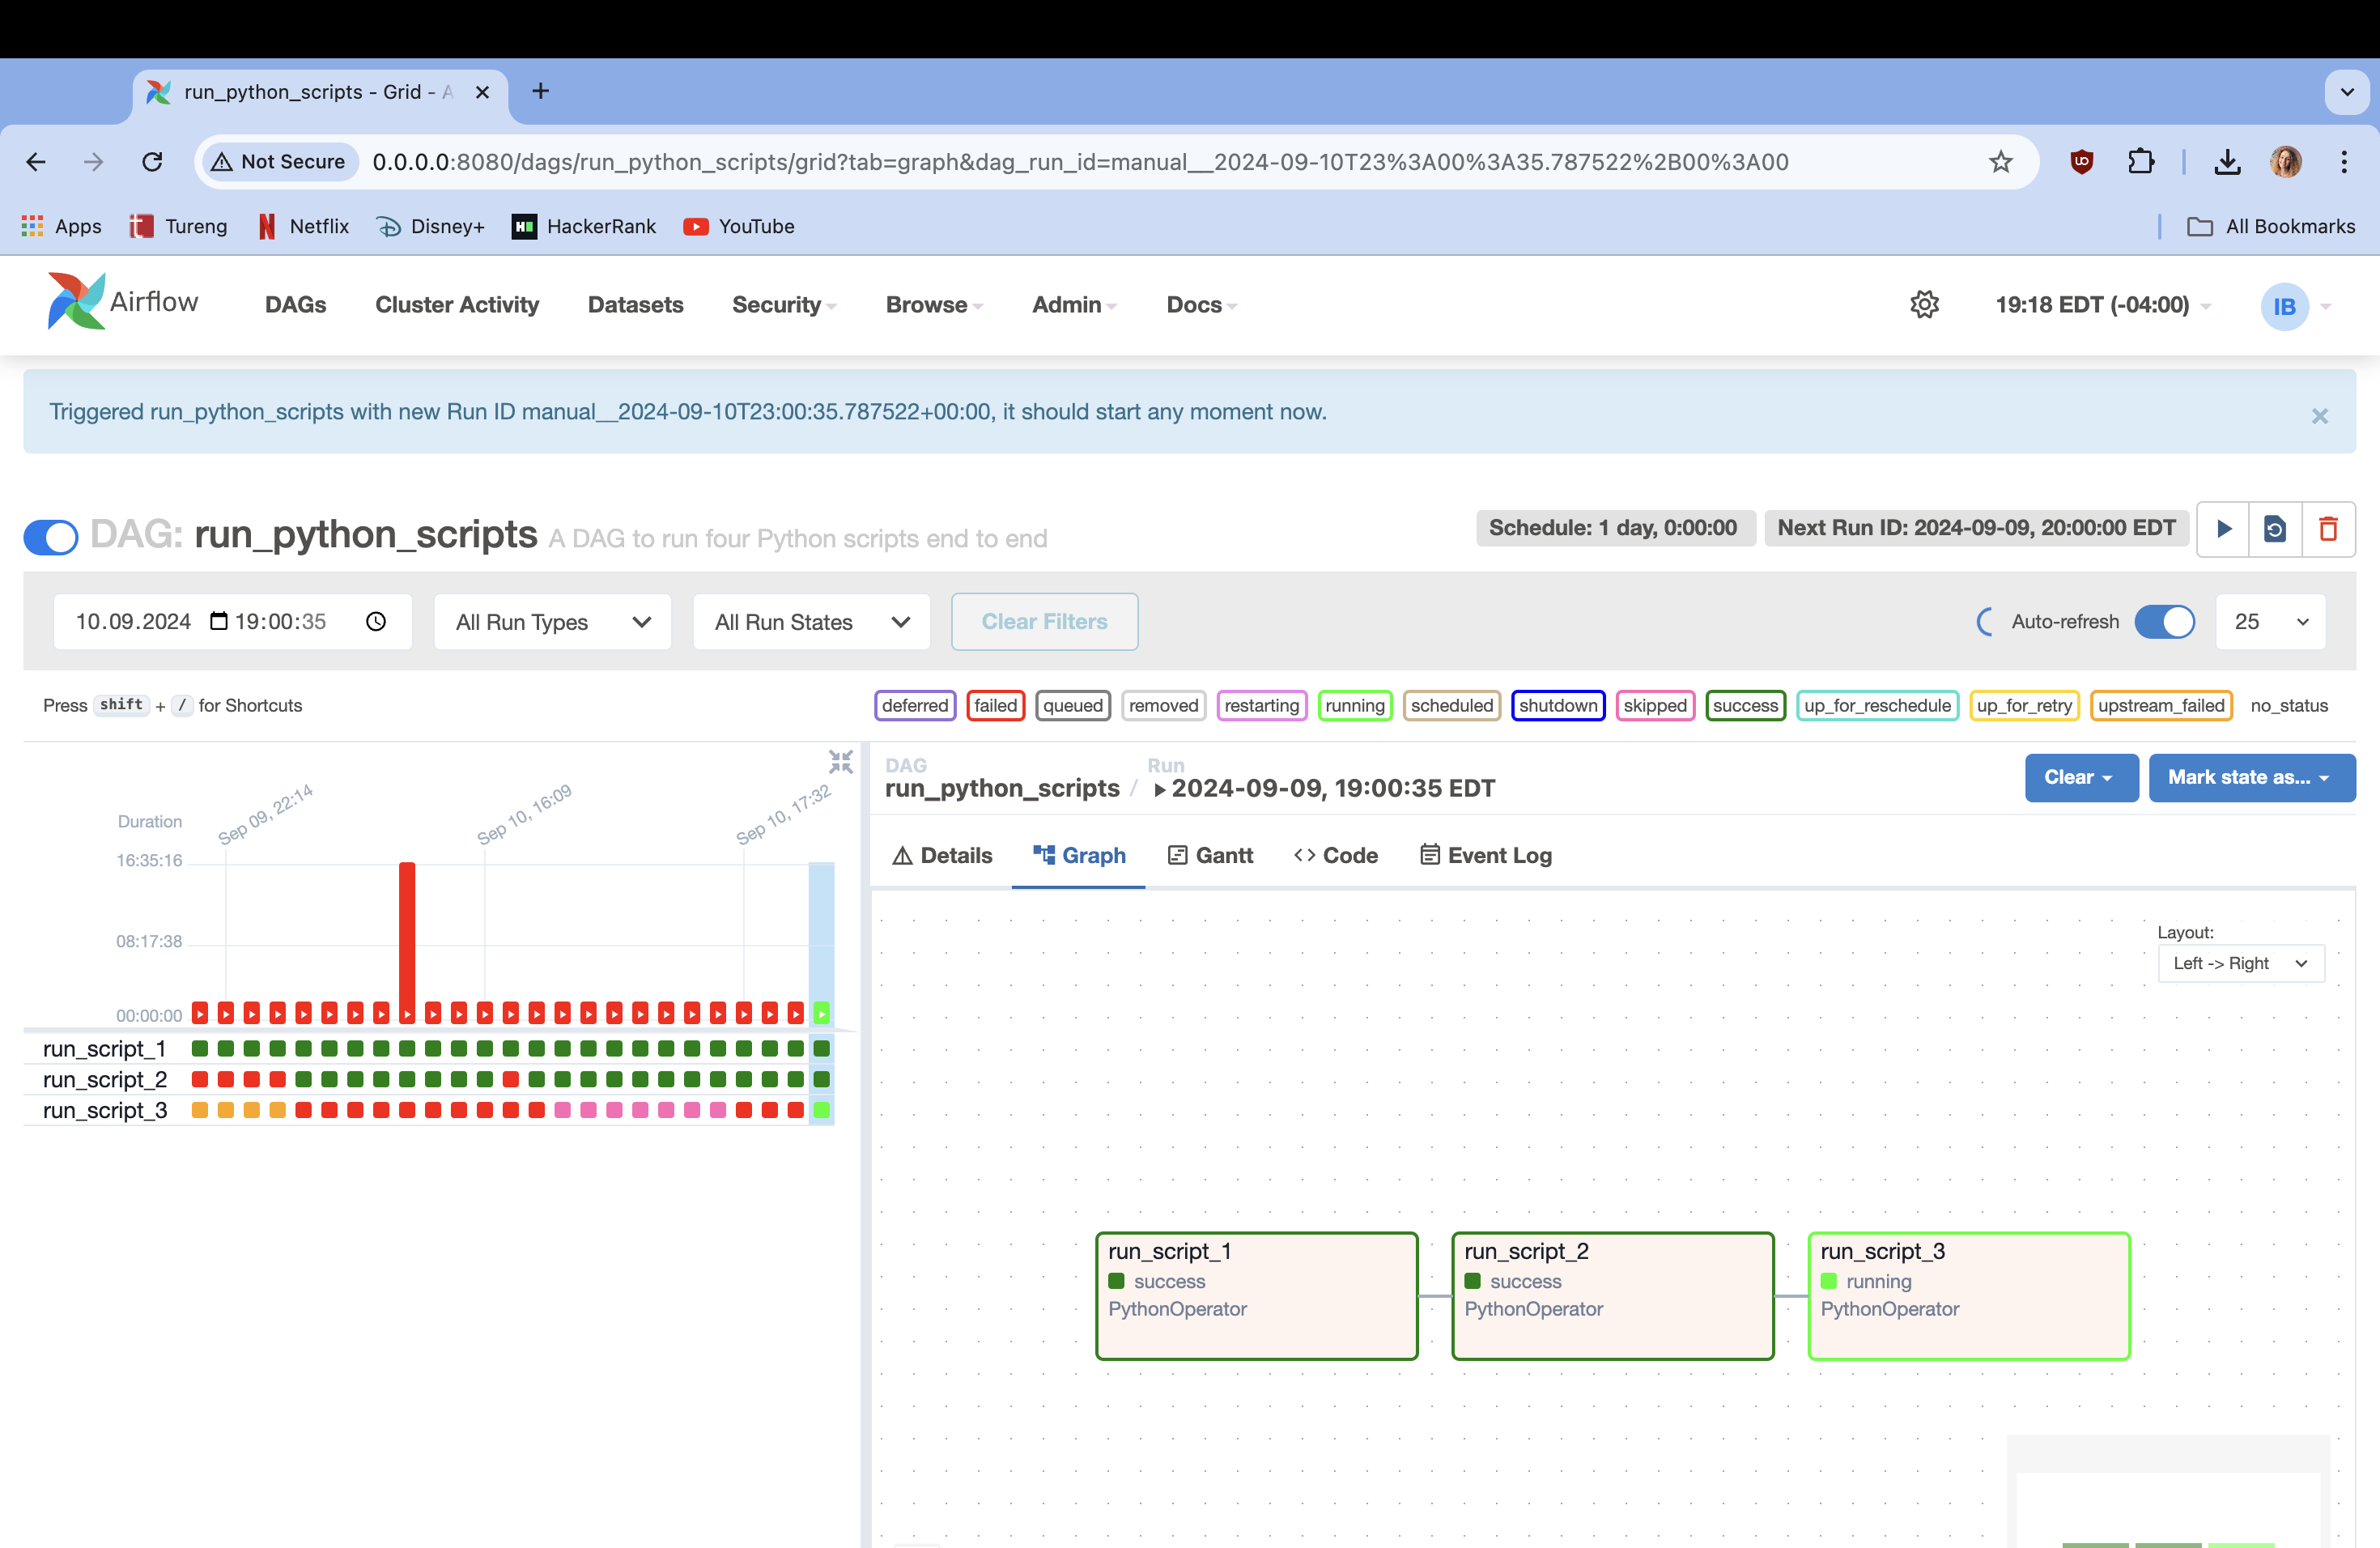 run_python_scripts - Grid - A
Not Secure 0.0.0.0:8080/dags/run_python_scripts/grid?tab=graph&dag_run_id=manual__2024-09-10T23%3A00%3A35.787522%2B00%3A00
Apps Tureng Netflix Disney+ HackerRank YouTube All Bookmarks
Airflow DAGs Cluster Activity Datasets Security Browse Admin Docs 19:18 EDT (-04:00) IB
Triggered run_python_scripts with new Run ID manual__2024-09-10T23:00:35.787522+00:00, it should start any moment now. ×
DAG: run_python_scripts A DAG to run four Python scripts end to end Schedule: 1 day, 0:00:00 Next Run ID: 2024-09-09, 20:00:00 EDT
10.09.2024 19:00:35 All Run Types All Run States Clear Filters Auto-refresh 25
Press shift + / for Shortcuts deferred failed queued removed restarting running scheduled shutdown skipped success up_for_reschedule up_for_retry upstream_failed no_status
Duration
Sep 09, 22:14 Sep 10, 16:09 Sep 10, 17:32
16:35:16
08:17:38
00:00:00
run_script_1
run_script_2
run_script_3
DAG Run
run_python_scripts / 2024-09-09, 19:00:35 EDT
Clear Mark state as...
Details Graph Gantt Code Event Log
Layout:
Left -> Right
run_script_1
success
PythonOperator
run_script_2
success
PythonOperator
run_script_3
running
PythonOperator